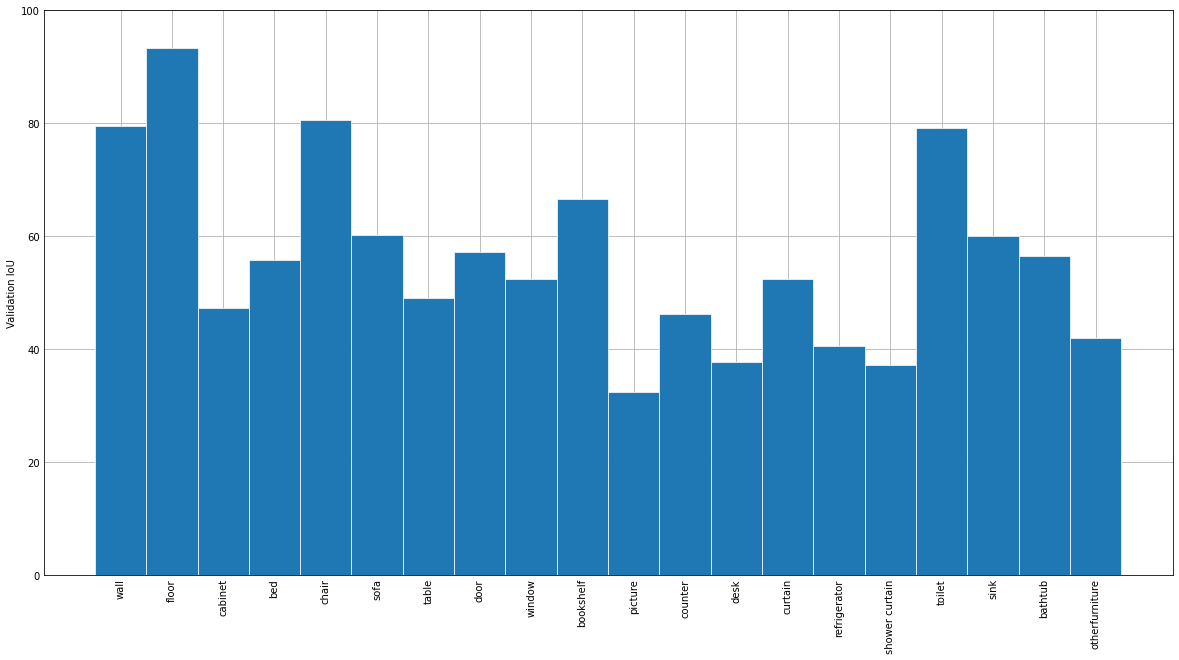 100
80
60
40
20
0
Validation IoU
wall
floor
cabinet
bed
chair
sofa
table
door
window
bookshelf
picture
counter
desk
curtain
refrigerator
shower curtain
toilet
sink
bathtub
otherfurniture